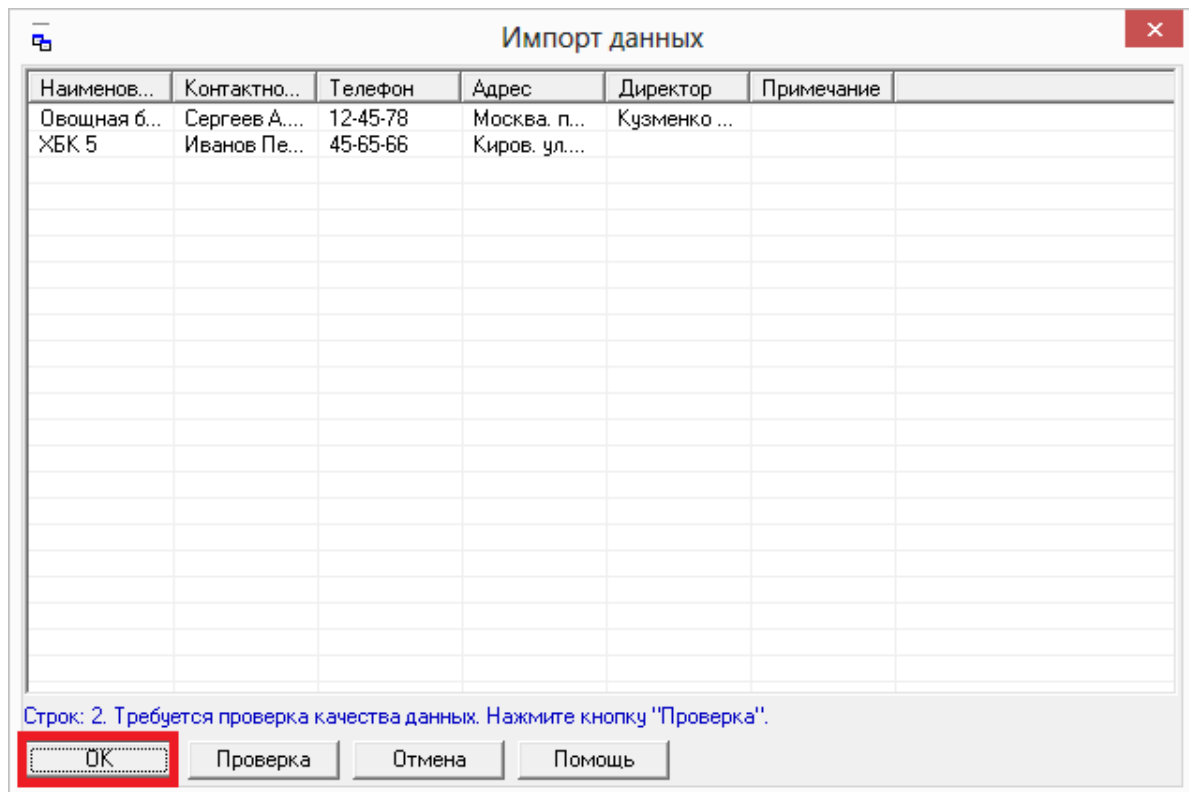 Импорт данных
Наименов... Контактно... Телефон Адрес Директор Примечание
Овощная б... Сергеев А.... 12-45-78 Москва. п... Кузменко ...
ХБК 5 Иванов Пе... 45-65-66 Киров. ул....
Строк: 2. Требуется проверка качества данных. Нажмите кнопку "Проверка".
OK Проверка Отмена Помощь